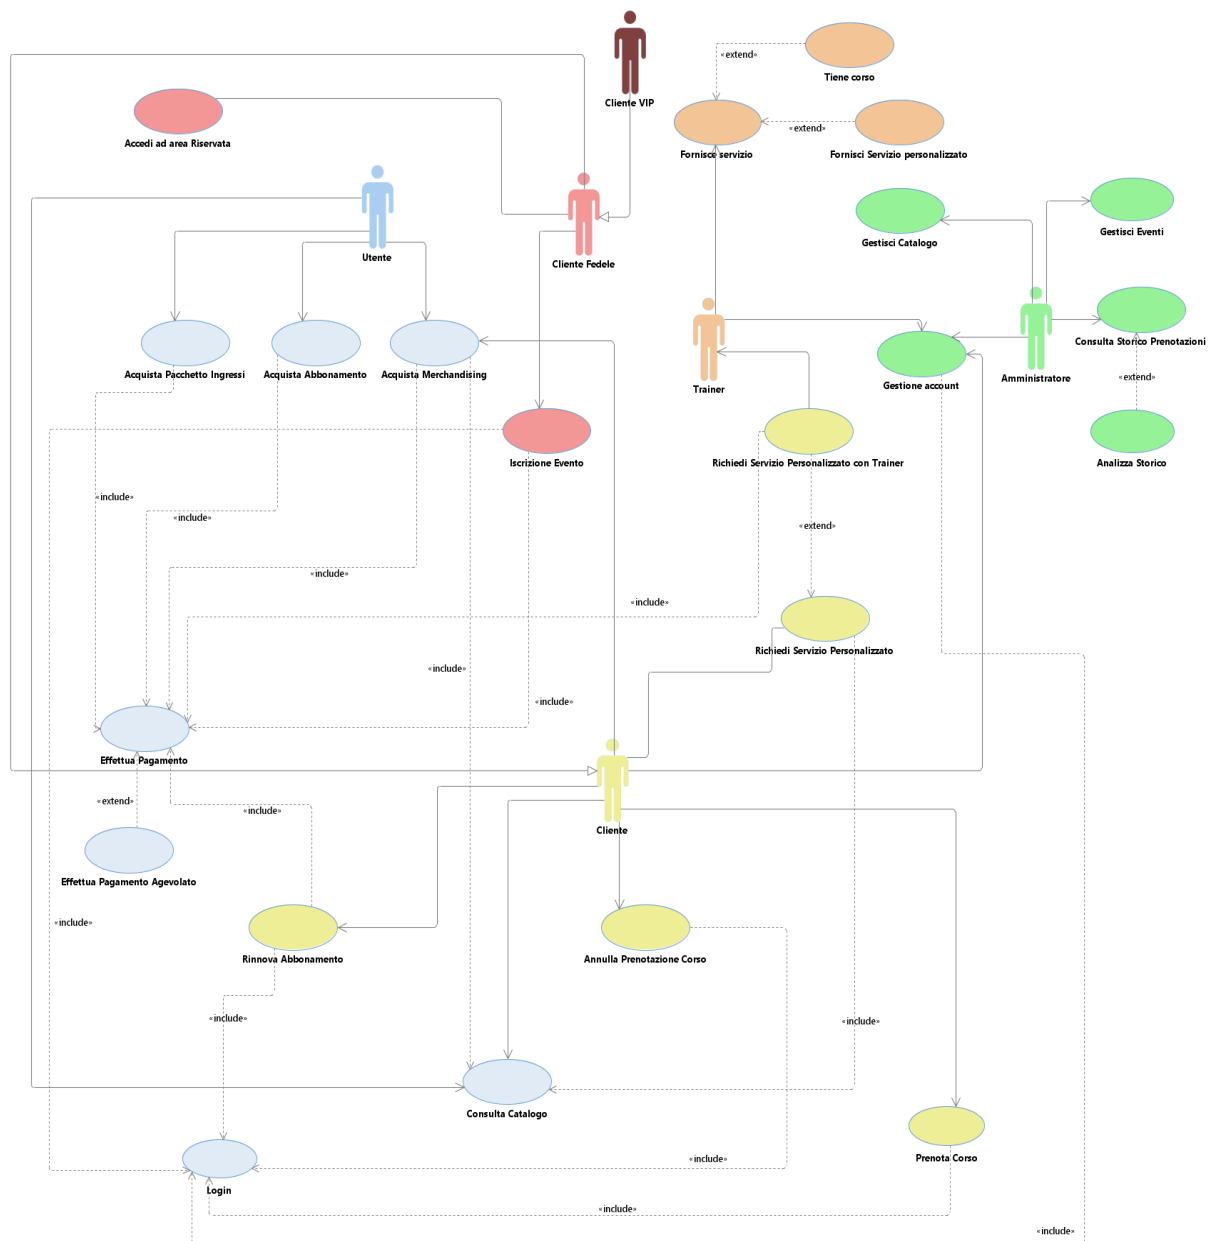 «extend»
Tiene corso
Cliente VIP
Accedi ad area Riservata
«extend»
Fornisce servizio
Fornisci Servizio personalizzato
Gestisci Eventi
Gestisci Catalogo
Utente
Cliente Fedele
Consulta Storico Prenotazioni
Acquista Pacchetto Ingressi
Acquista Abbonamento
Acquista Merchandising
Trainer
Gestione account
Amministratore
«extend»
Iscrizione Evento
Richiedi Servizio Personalizzato con Trainer
Analizza Storico
«include»
«include»
«extend»
«include»
«include»
Richiedi Servizio Personalizzato
«include»
«include»
Effettua Pagamento
«extend»
«include»
Cliente
Effettua Pagamento Agevolato
«include»
Rinnova Abbonamento
Annulla Prenotazione Corso
«include»
«include»
Consulta Catalogo
«include»
Prenota Corso
Login
«include»
«include»